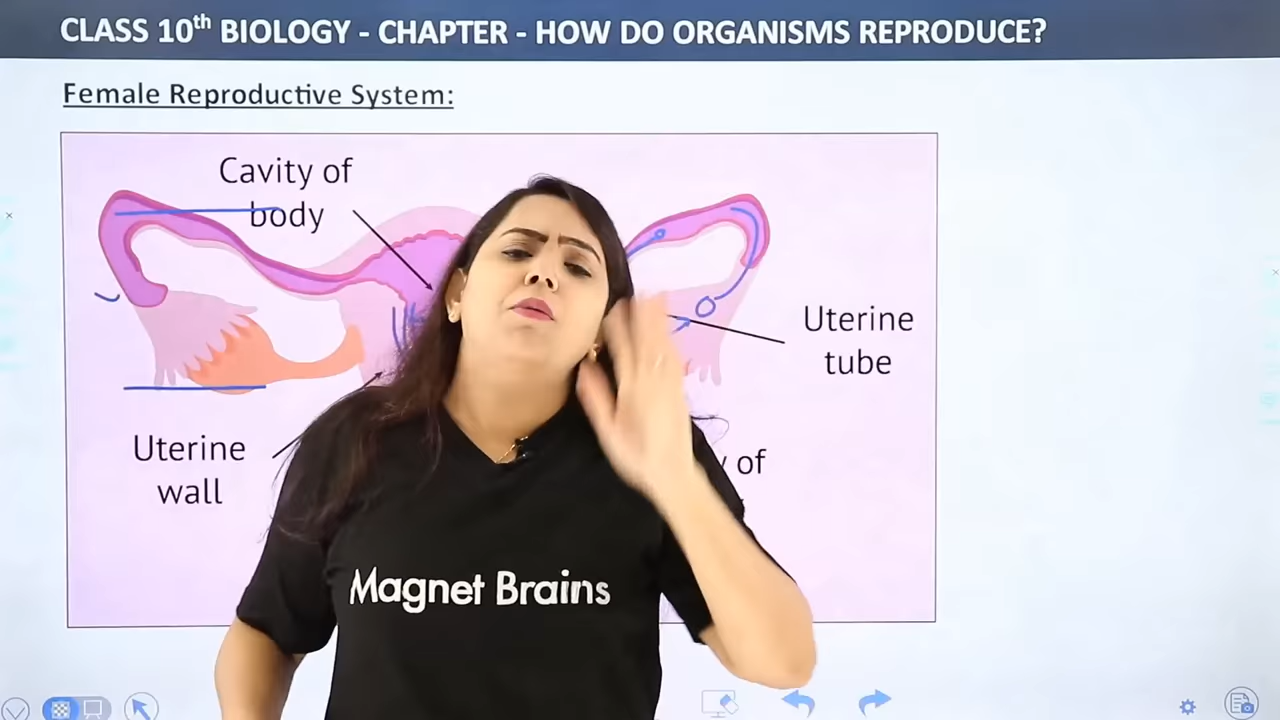 CLASS 10th BIOLOGY - CHAPTER - HOW DO ORGANISMS REPRODUCE?
Female Reproductive System:
Cavity of
body
Uterine
tube
Uterine
wall
of
Magnet Brains